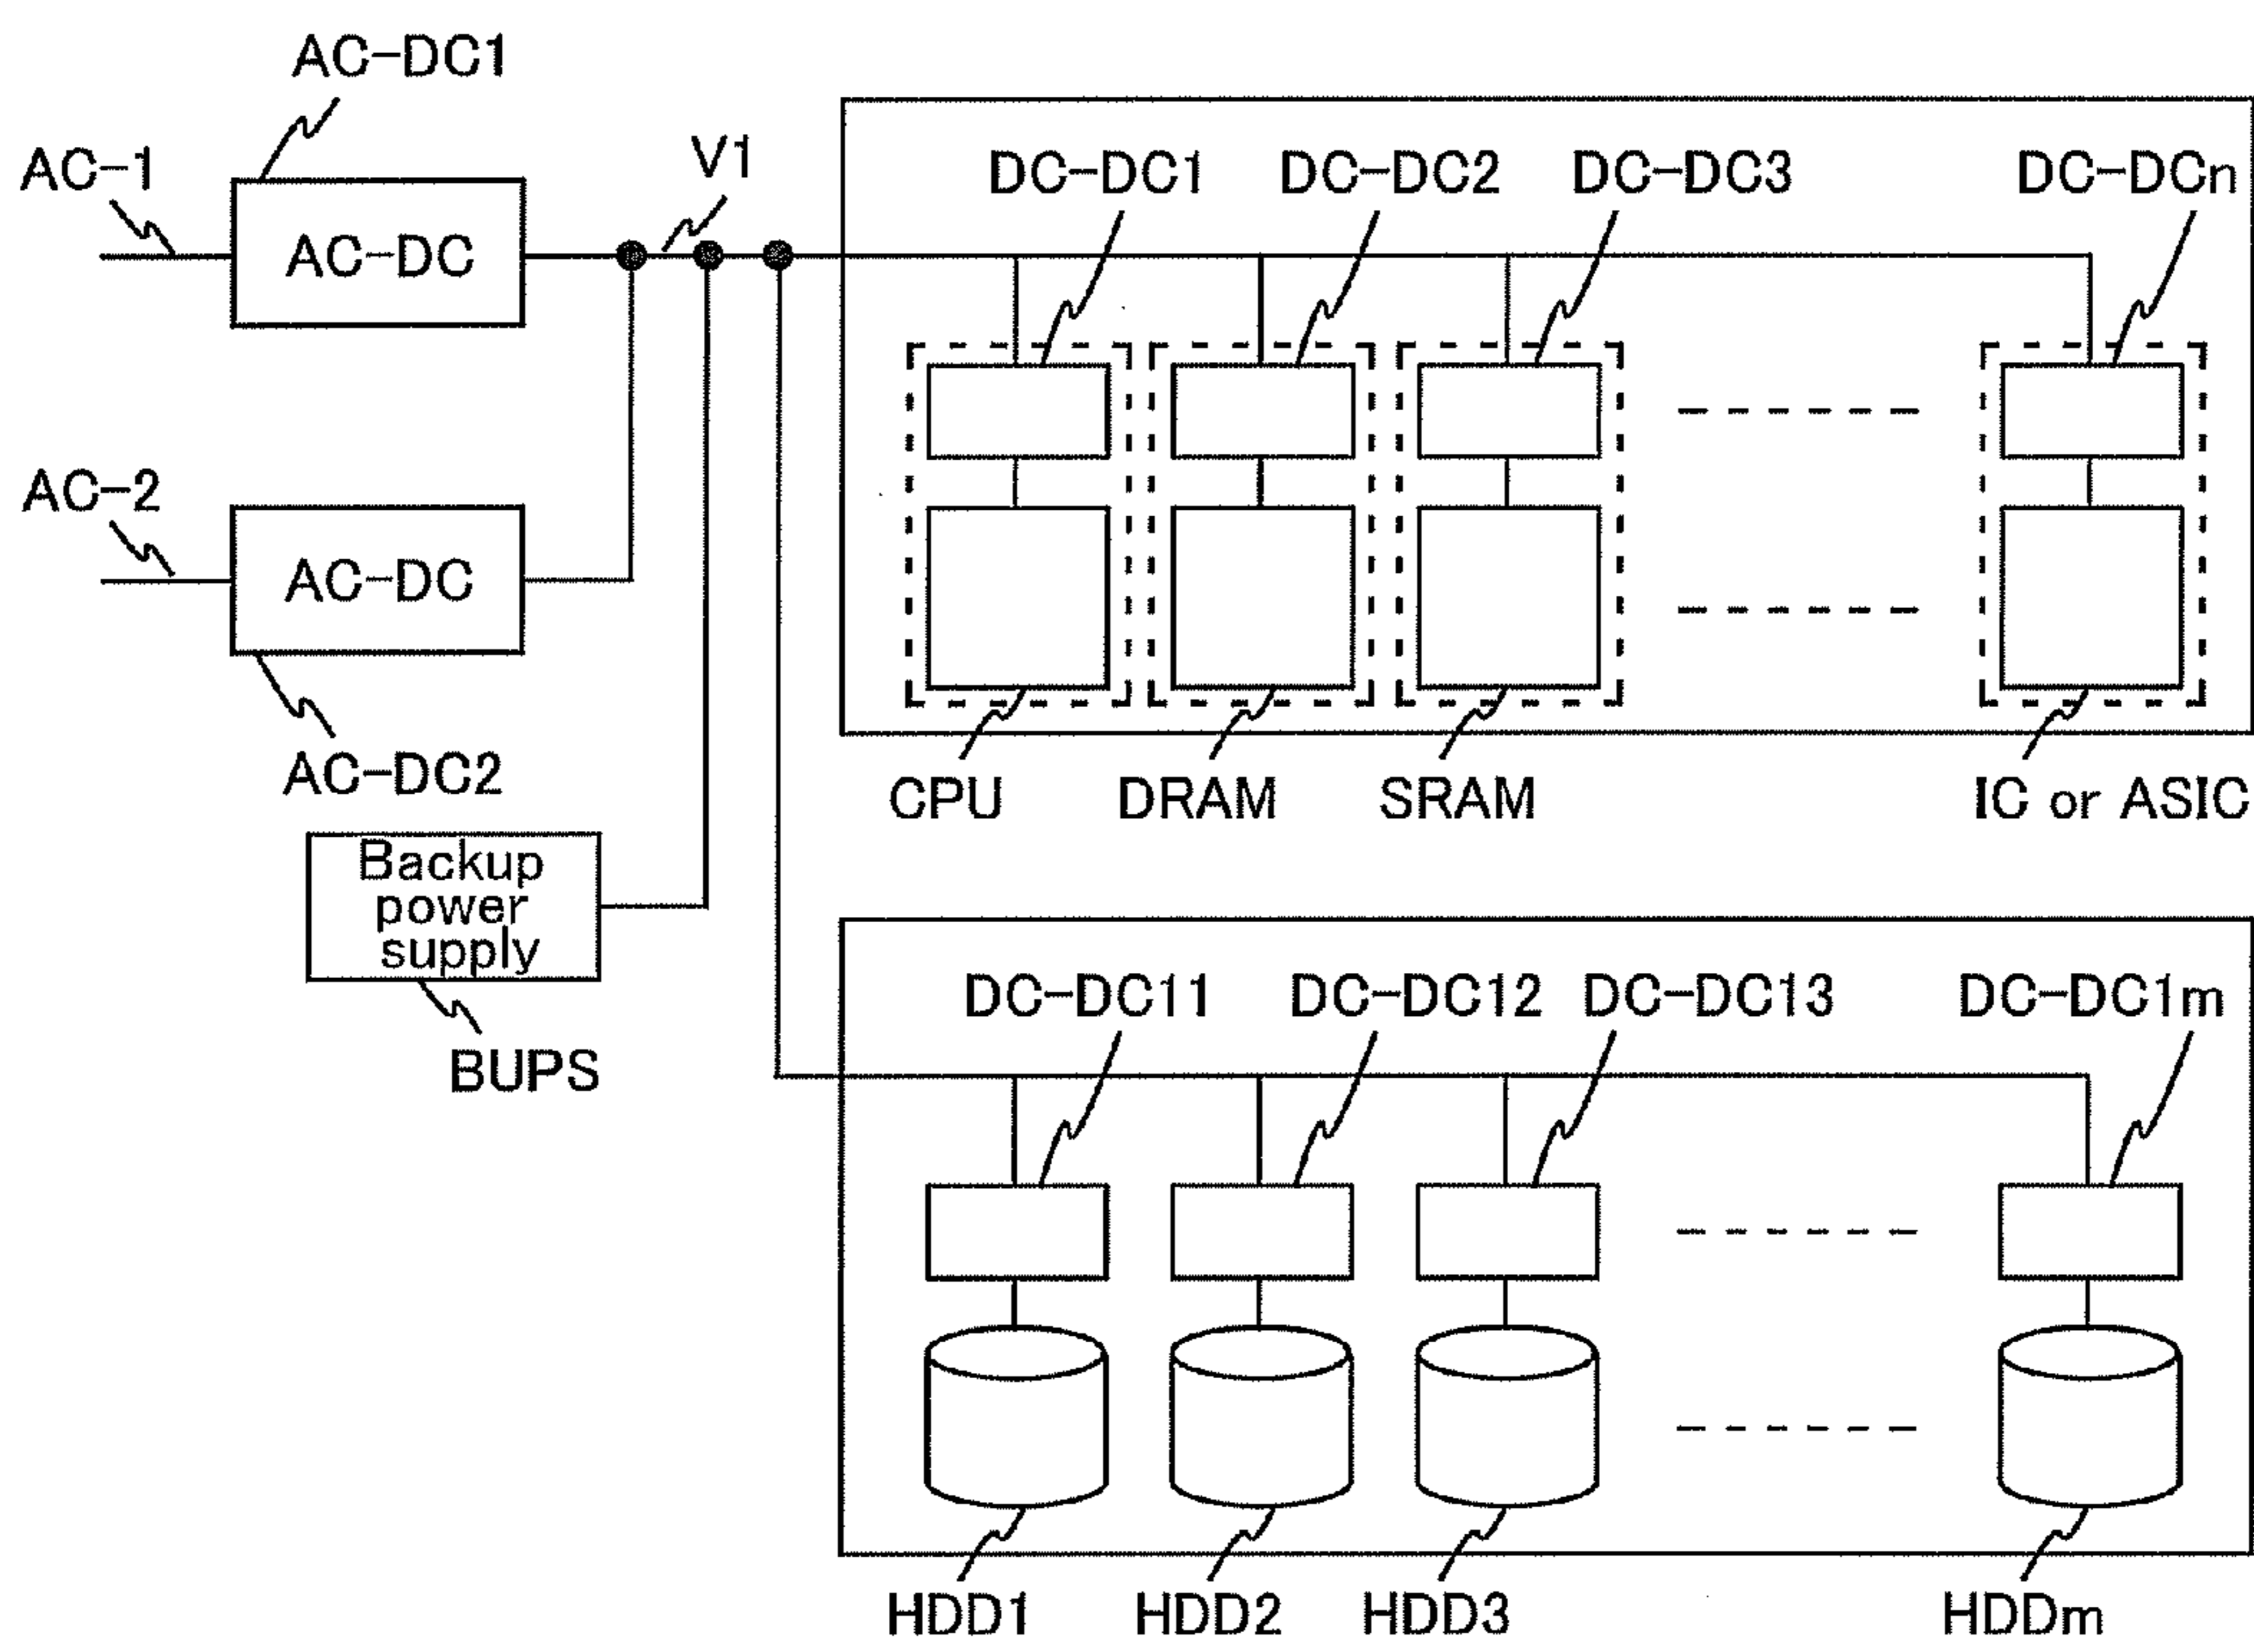 AC-DC1
AC-1
AC-DC
V1
AC-2
AC-DC
AC-DC2
Backup
power
supply
BUPS
DC-DC1
DC-DC2
DC-DC3
DC-DCn
CPU
DRAM
SRAM
IC or ASIC
DC-DC11
DC-DC12
DC-DC13
DC-DC1m
HDD1
HDD2
HDD3
HDDm